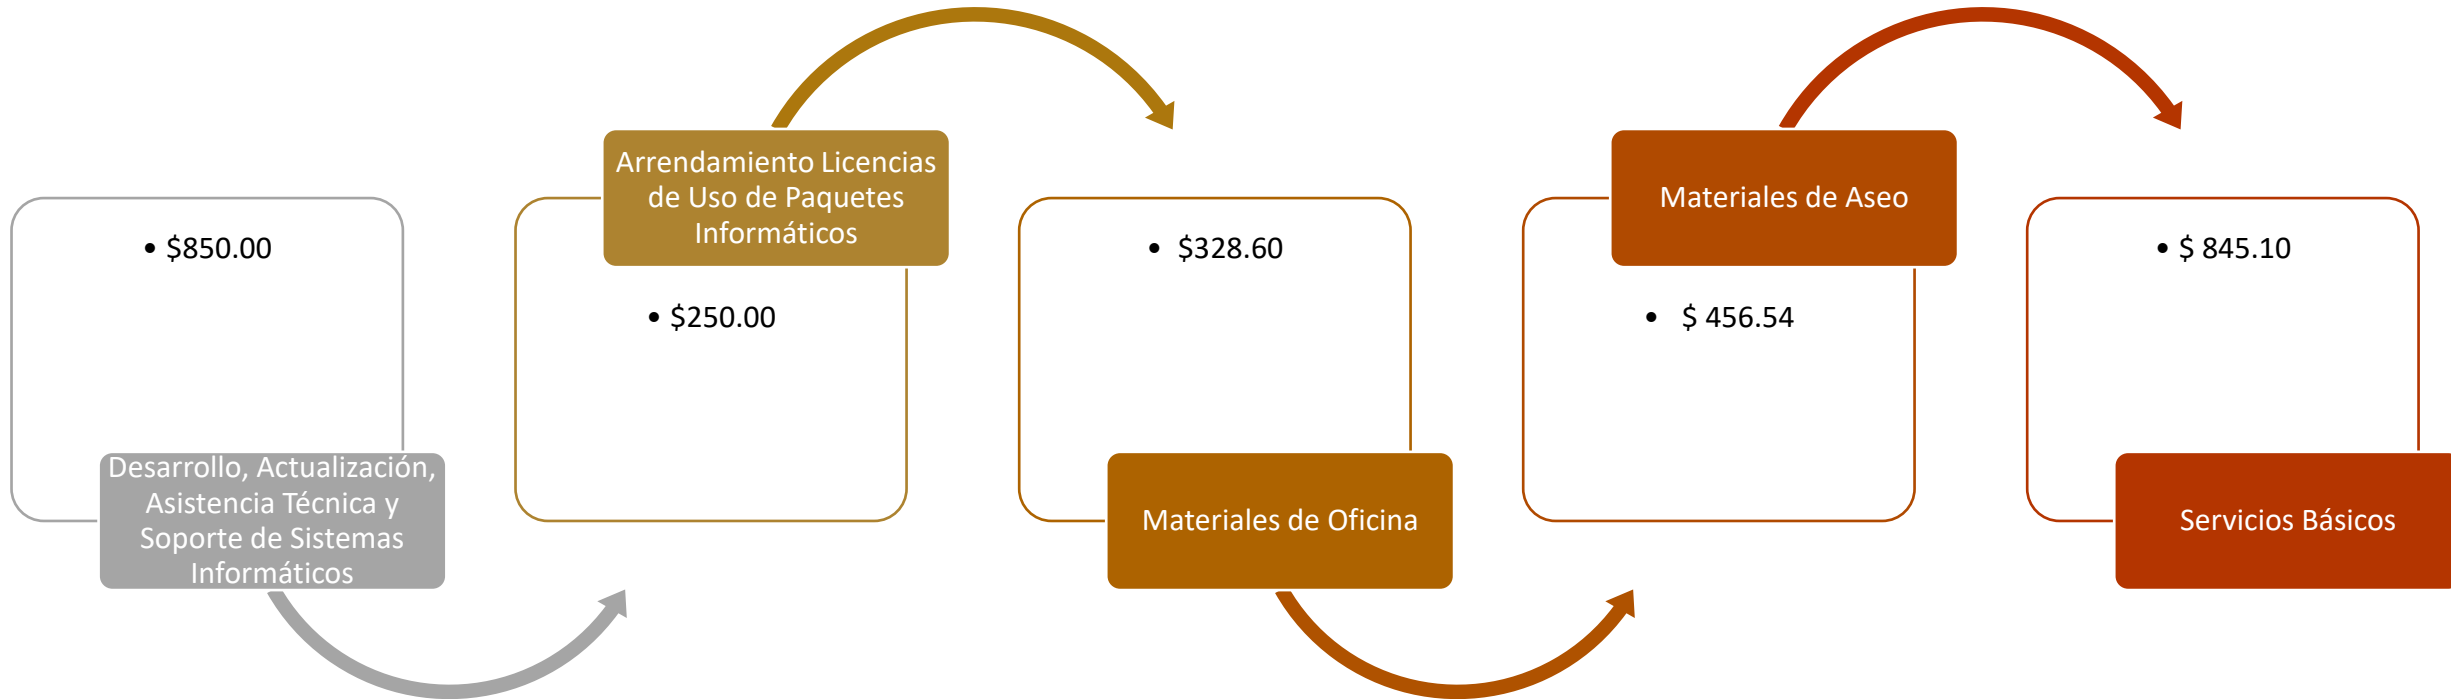 • $850.00
Desarrollo, Actualización,
Asistencia Técnica y
Soporte de Sistemas
Informáticos
Arrendamiento Licencias
de Uso de Paquetes
Informáticos
• $250.00
• $328.60
Materiales de Oficina
Materiales de Aseo
• $ 456.54
• $ 845.10
Servicios Básicos